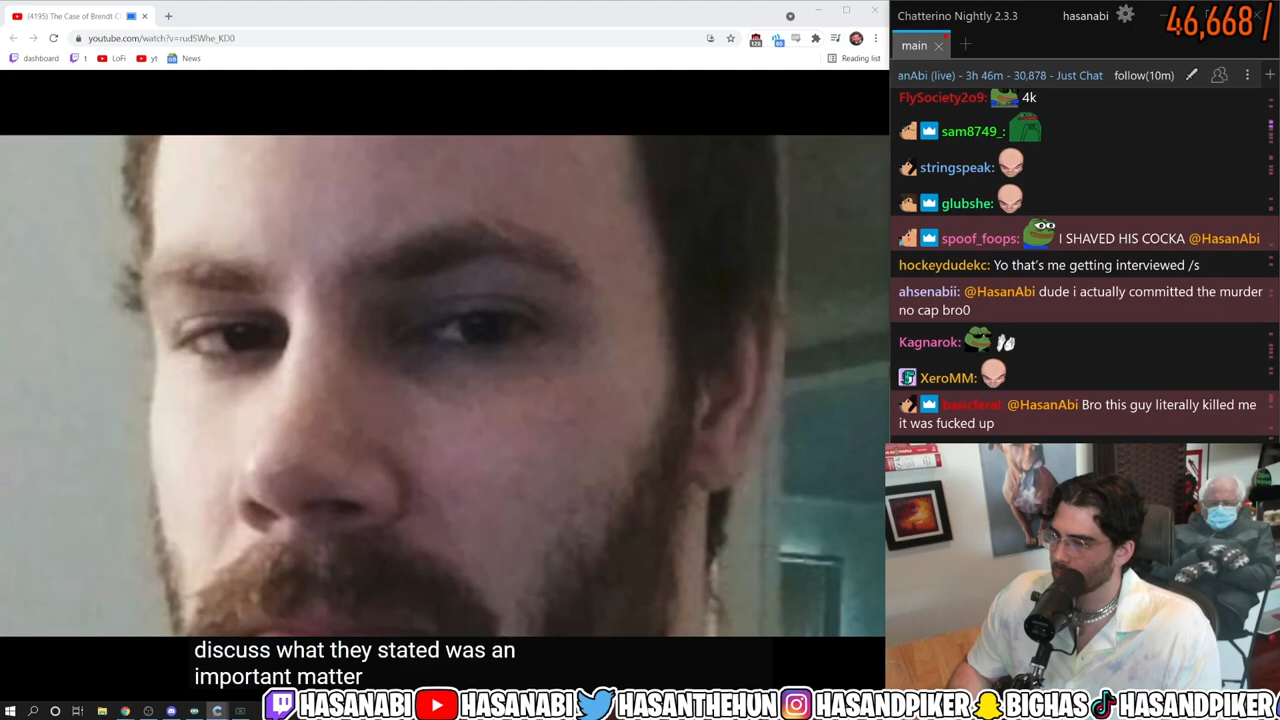 (4195) The Case of Brendt C
youtube.com/watch?v=rudSWhe_KD0
dashboard
t
LoFi
yt
News
Reading list
Chatterino Nightly 2.3.3
hasanabi
46,668 /
main
anAbi (live) - 3h 46m - 30,878 - Just Chat
follow(10m)
FlySociety2o9: 4k
sam8749_:
stringspeak:
glubshe:
spoof_foops: I SHAVED HIS COCKA @HasanAbi
hockeydudekc: Yo that's me getting interviewed /s
ahsenabii: @HasanAbi dude i actually committed the murder
no cap bro0
Kagnarok:
XeroMM:
basicferal: @HasanAbi Bro this guy literally killed me
it was fucked up
discuss what they stated was an
important matter
HASANABI
HASANABI
HASANTHEHUN
HASANDPIKER
BIGHAS
HASANDPIKER